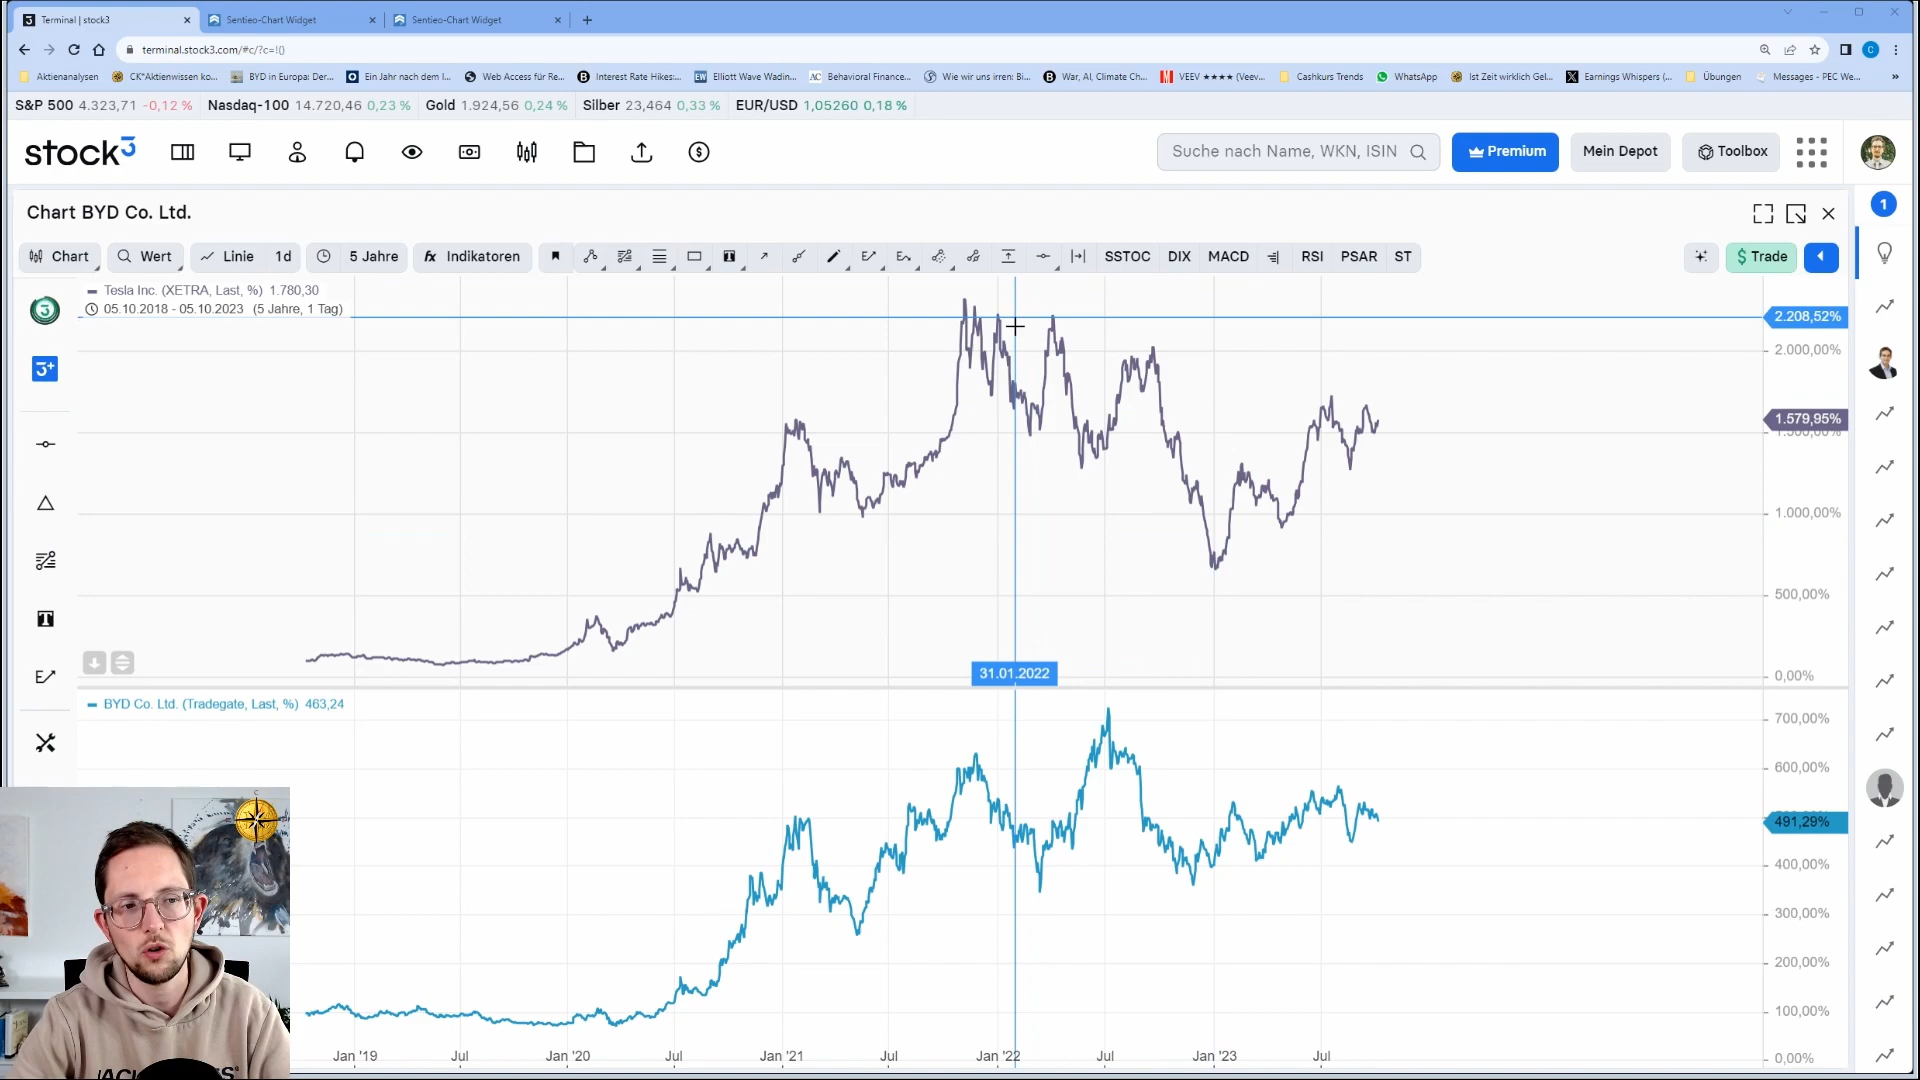 Terminal | stock3
Sentieo-Chart Widget
Sentieo-Chart Widget
terminal.stock3.com/#c/?c=!()
Aktienanalysen
CK*Aktienwissen ko...
BYD in Europa: Der...
Ein Jahr nach dem I...
Web Access für Re...
Interest Rate Hikes:...
Elliott Wave Wadin...
Behavioral Finance...
Wie wir uns irren: Bi...
War, AI, Climate Ch...
VEEV ★★★★ (Veev...
Cashkurs Trends
WhatsApp
Ist Zeit wirklich Gel...
Earnings Whispers (...
Übungen
Messages - PEC We...
S&P 500 4.323,71 -0,12 % Nasdaq-100 14.720,46 0,23 % Gold 1.924,56 0,24 % Silber 23,464 0,33 % EUR/USD 1,05260 0,18 %
stock3
Suche nach Name, WKN, ISIN
Premium
Mein Depot
Toolbox
Chart BYD Co. Ltd.
1
Chart
Wert
Linie
1d
5 Jahre
fx Indikatoren
SSTOC
DIX
MACD
RSI
PSAR
ST
$ Trade
Tesla Inc. (XETRA, Last, %) 1.780,30
05.10.2018 - 05.10.2023 (5 Jahre, 1 Tag)
2.208,52%
2.000,00%
1.579,95%
1.500,00%
1.000,00%
500,00%
0,00%
3
3+
31.01.2022
BYD Co. Ltd. (Tradegate, Last, %) 463,24
700,00%
600,00%
491,29%
400,00%
300,00%
200,00%
100,00%
0,00%
Jan '19
Jul
Jan '20
Jul
Jan '21
Jul
Jan '22
Jul
Jan '23
Jul